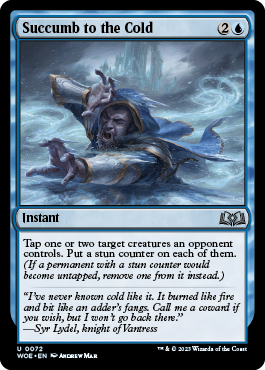 Succumb to the Cold 2
Instant
Tap one or two target creatures an opponent
controls. Put a stun counter on each of them.
(If a permanent with a stun counter would
become untapped, remove one from it instead.)
“I’ve never known cold like it. It burned like fire
and bit like an adder’s fangs. Call me a coward if
you wish, but I won’t go back there.”
—Syr Lydel, knight of Vantress
U 0072
WOE • EN Andrew Mar
™ & © 2023 Wizards of the Coast